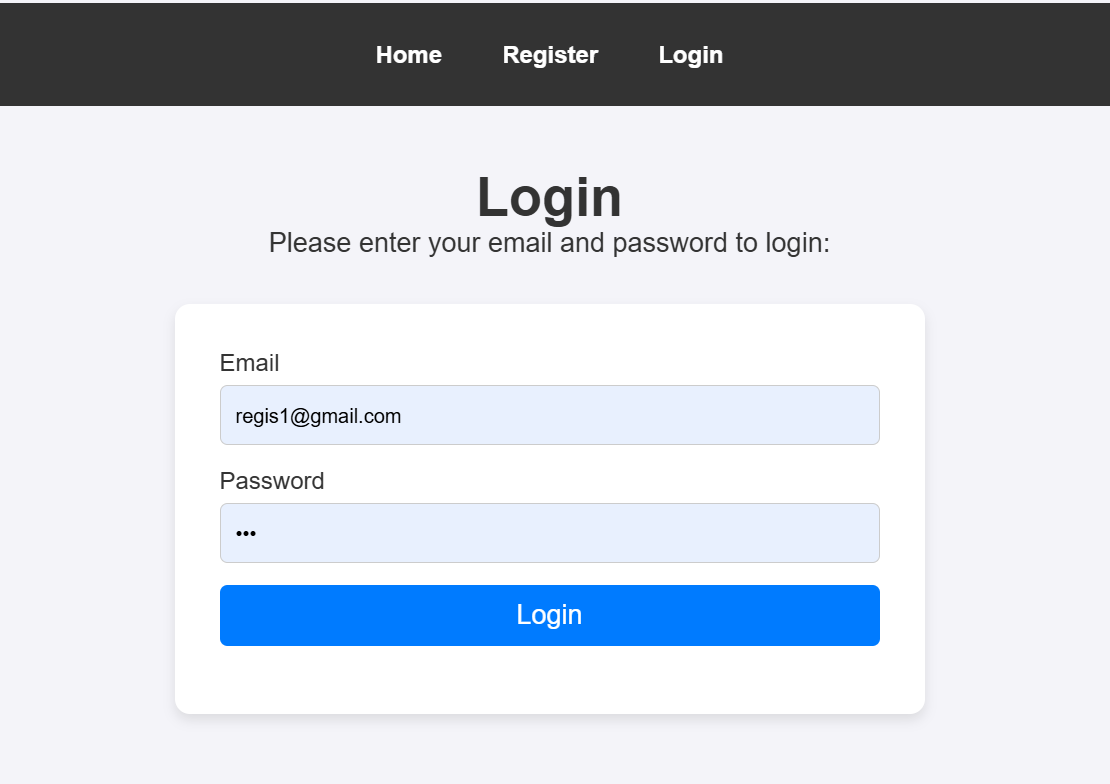 Home Register Login
Login
Please enter your email and password to login:
Email
regis1@gmail.com
Password
•••
Login